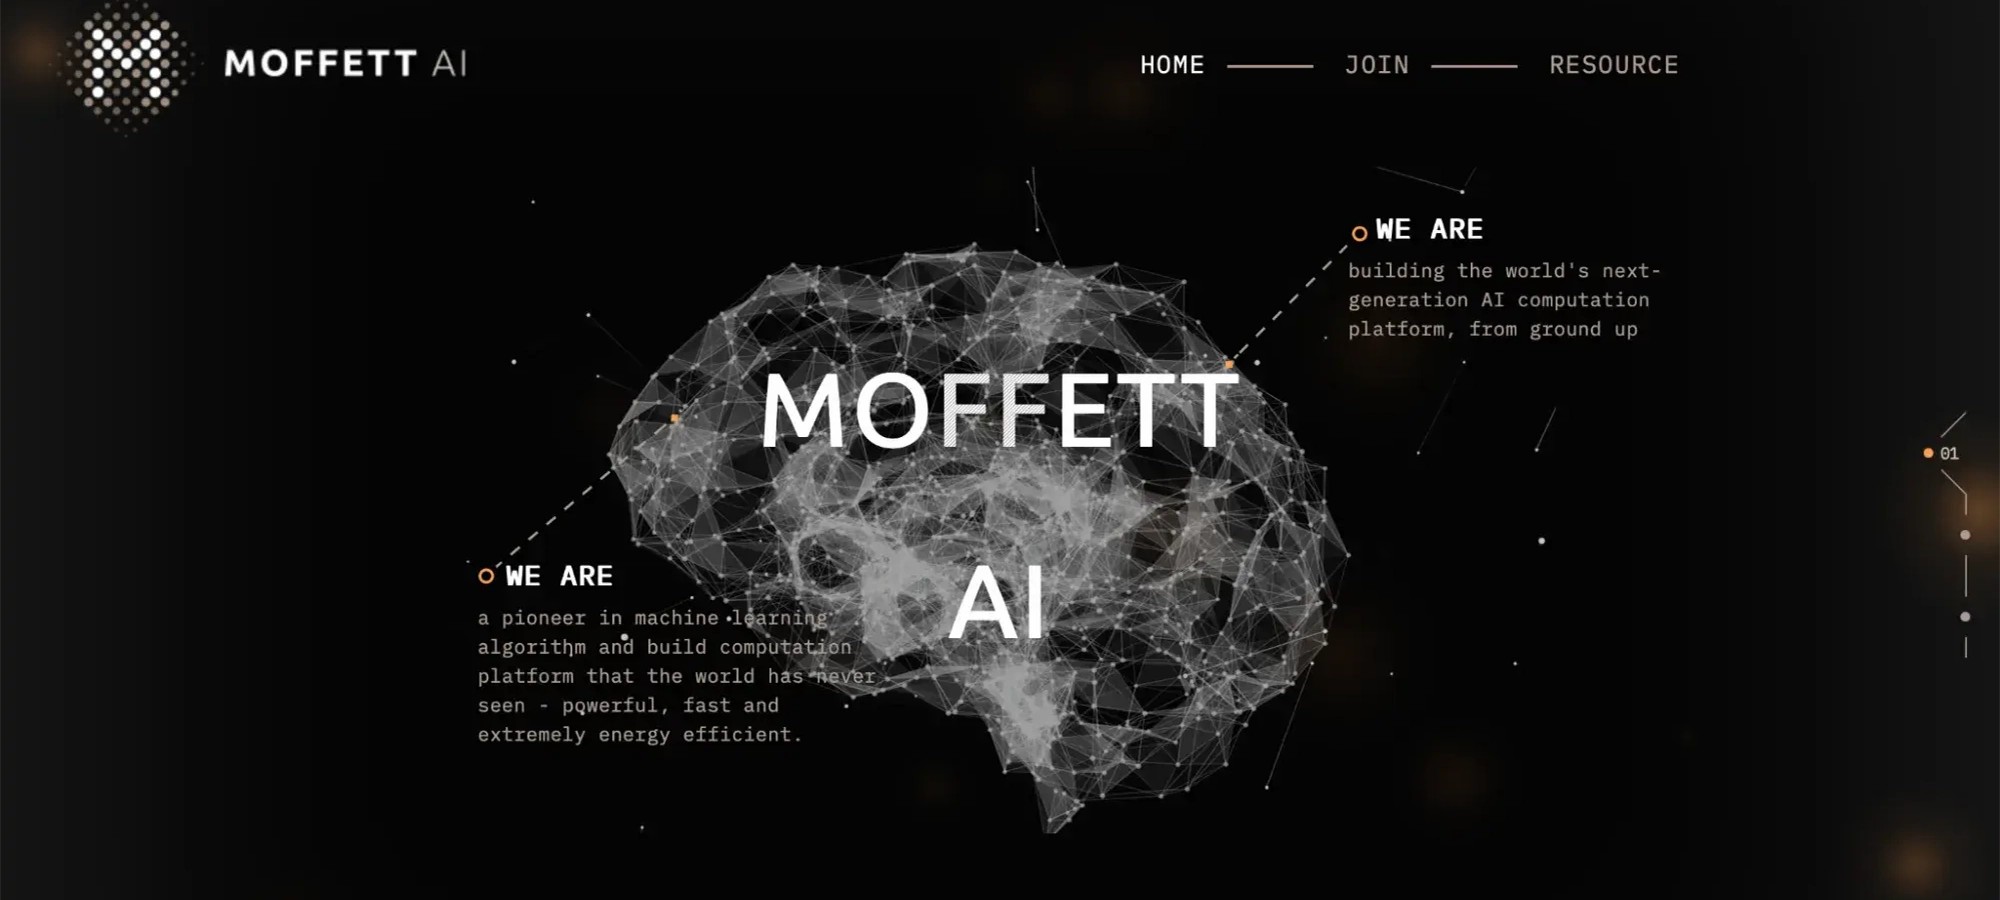 MOFFETT AI
HOME JOIN RESOURCE
WE ARE
building the world's next-
generation AI computation
platform, from ground up
MOFFETT
AI
01
WE ARE
a pioneer in machine learning
algorithm and build computation
platform that the world has never
seen - powerful, fast and
extremely energy efficient.